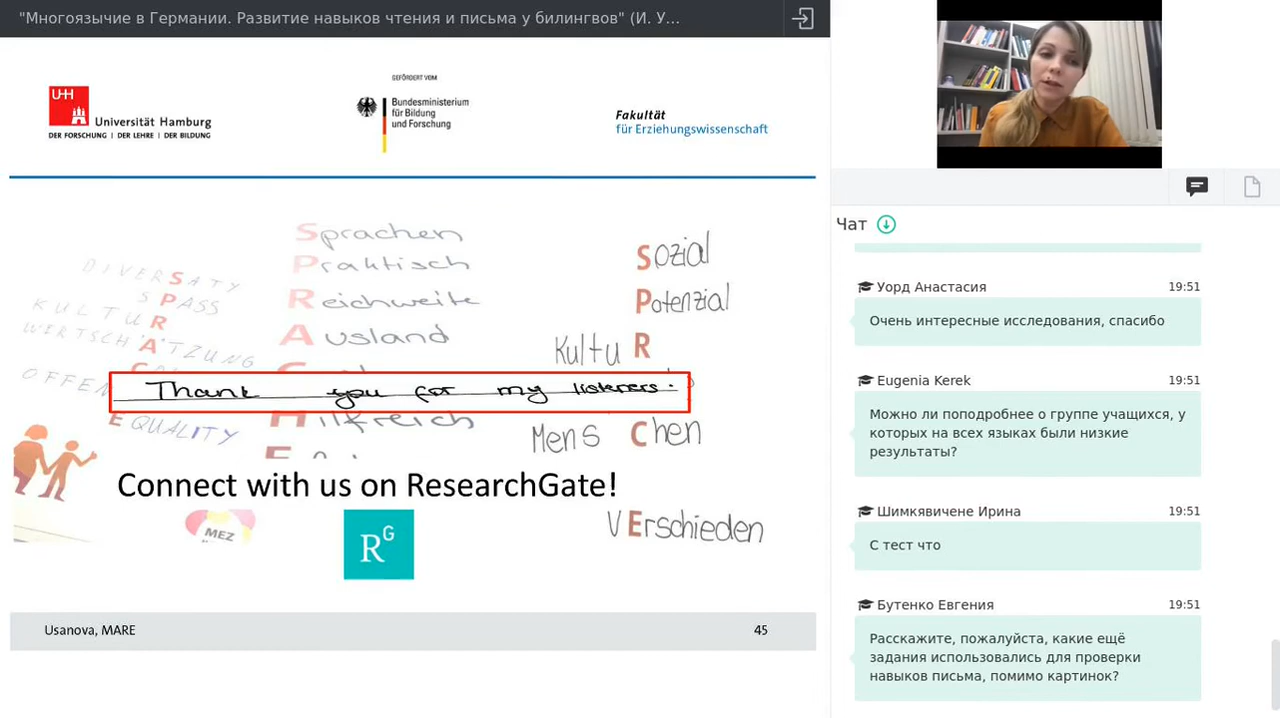 "Многоязычие в Германии. Развитие навыков чтения и письма у билингвов" (И. У...
UHH
Universität Hamburg
DER FORSCHUNG | DER LEHRE | DER BILDUNG
GEFÖRDERT VOM
Bundesministerium
für Bildung
und Forschung
Fakultät
für Erziehungswissenschaft
DIVERSATY
SPASS
KULTUR
WERTSCHÄTZUNG
OFFEN
EQUALITY
Sprachen
Praktisch
Reichweite
Ausland
Hilfreich
Sozial
Potenzial
KultuR
MensChen
VErschieden
Thank you for my listeners.
Connect with us on ResearchGate!
MEZ
RG
Usanova, MARE
45
Чат
Уорд Анастасия 19:51
Очень интересные исследования, спасибо
Eugenia Kerek 19:51
Можно ли поподробнее о группе учащихся, у
которых на всех языках были низкие
результаты?
Шимкявичене Ирина 19:51
С тест что
Бутенко Евгения 19:51
Расскажите, пожалуйста, какие ещё
задания использовались для проверки
навыков письма, помимо картинок?